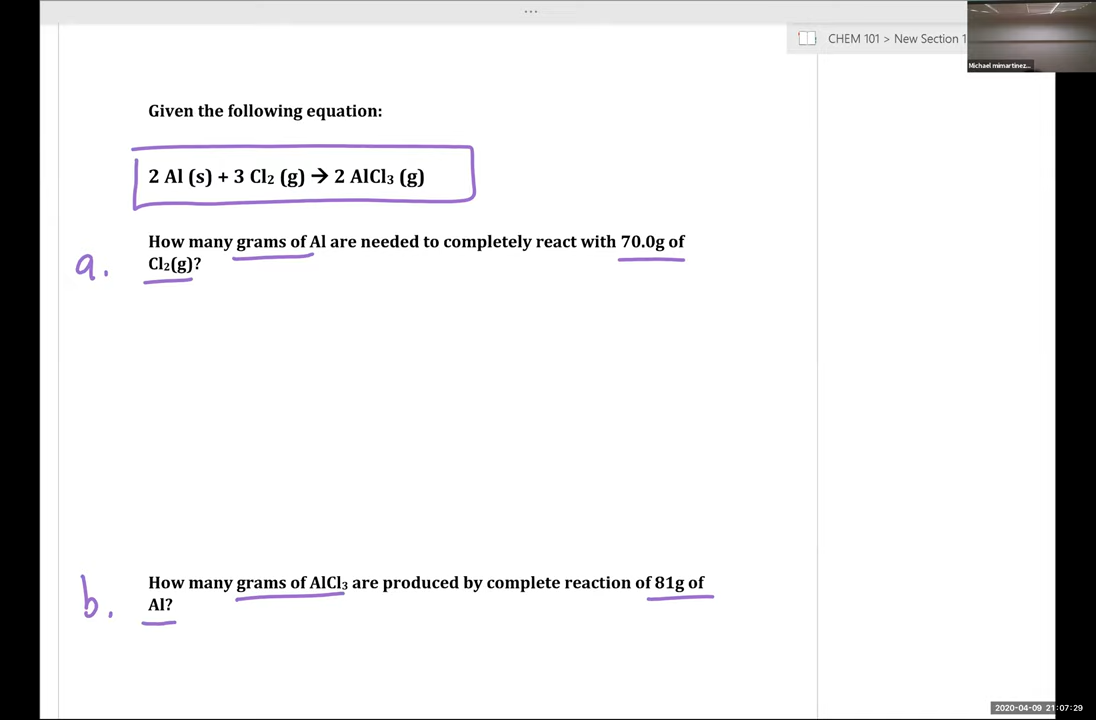 ...
CHEM 101 > New Section 1
Michael mimartinez...
Given the following equation:
2 Al (s) + 3 Cl₂ (g) → 2 AlCl₃ (g)
a.
How many grams of Al are needed to completely react with 70.0g of
Cl₂(g)?
b.
How many grams of AlCl₃ are produced by complete reaction of 81g of
Al?
2020-04-09 21:07:29